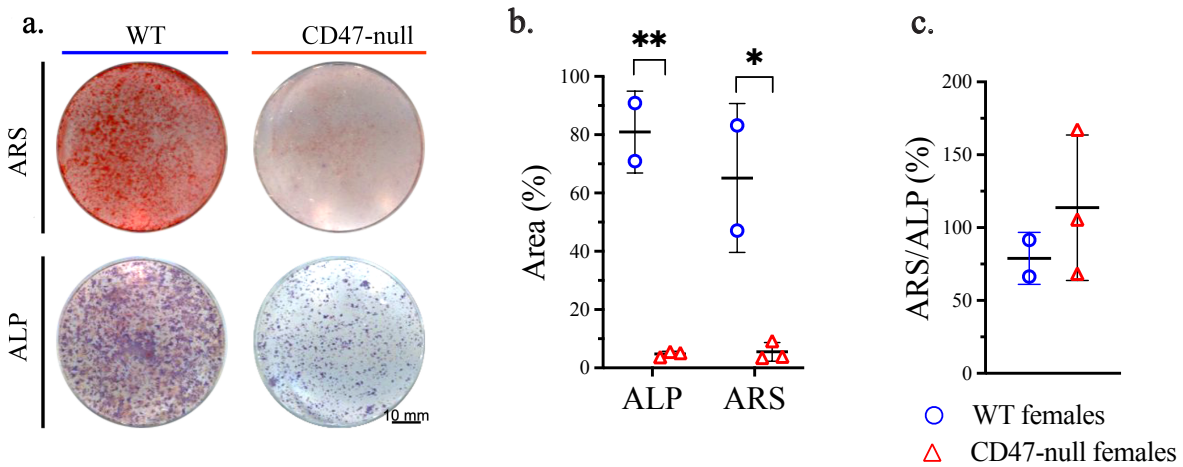 a.
WT
CD47-null
ARS
ALP
10 mm
b.
**
*
Area (%)
100
80
60
40
20
0
ALP
ARS
c.
ARS/ALP (%)
200
150
100
50
0
WT females
CD47-null females